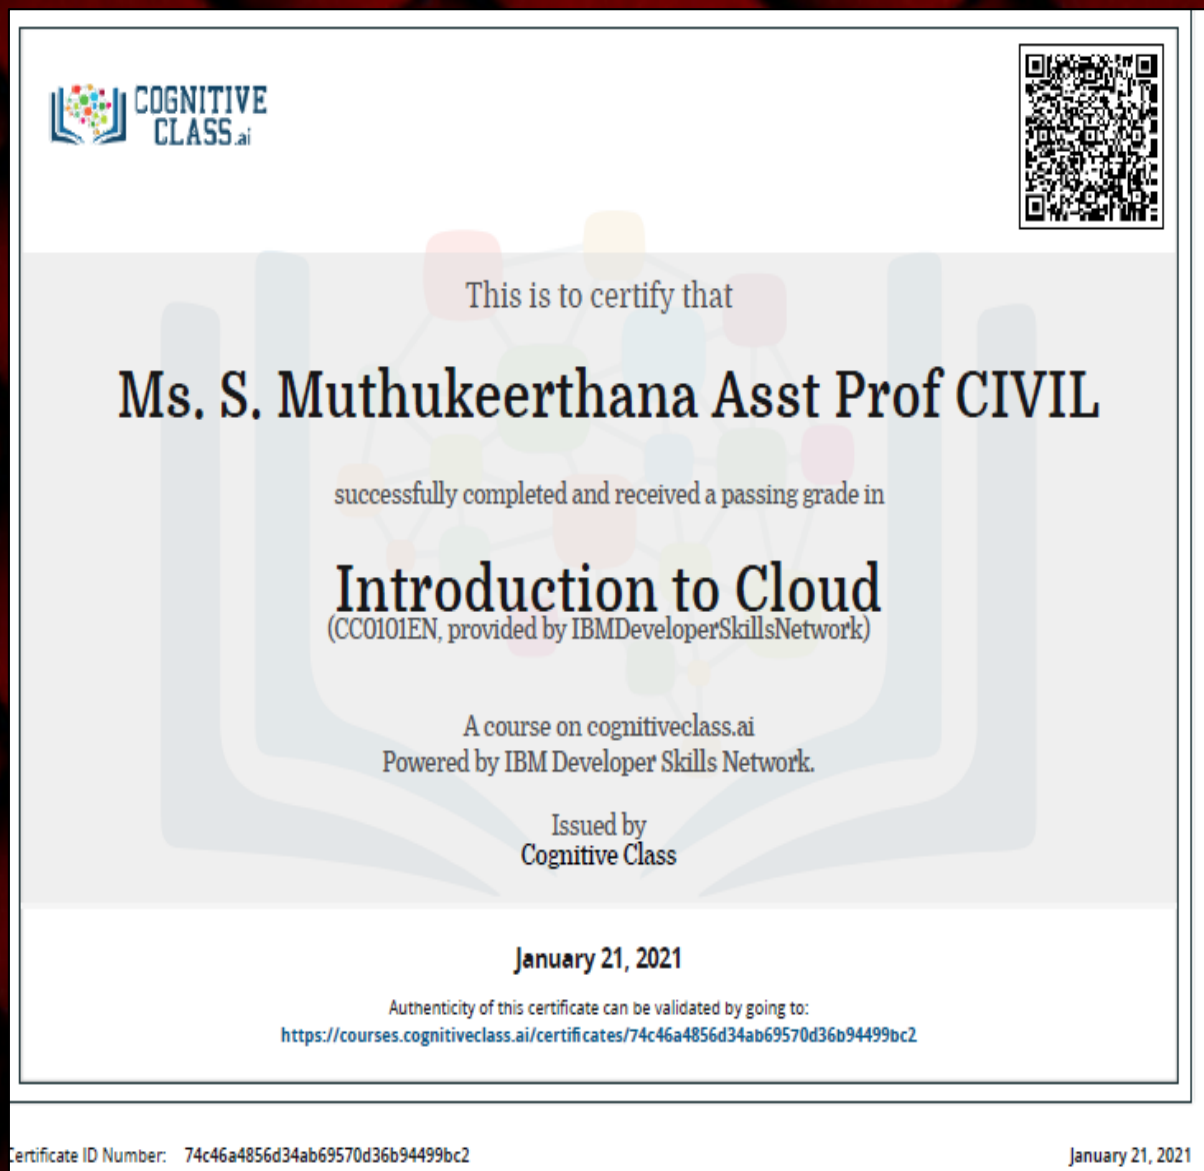 COGNITIVE
CLASS.ai
This is to certify that
Ms. S. Muthukeerthana Asst Prof CIVIL
successfully completed and received a passing grade in
Introduction to Cloud
(CC0101EN, provided by IBMDeveloperSkillsNetwork)
A course on cognitiveclass.ai
Powered by IBM Developer Skills Network.
Issued by
Cognitive Class
January 21, 2021
Authenticity of this certificate can be validated by going to:
https://courses.cognitiveclass.ai/certificates/74c46a4856d34ab69570d36b94499bc2
Certificate ID Number: 74c46a4856d34ab69570d36b94499bc2
January 21, 2021